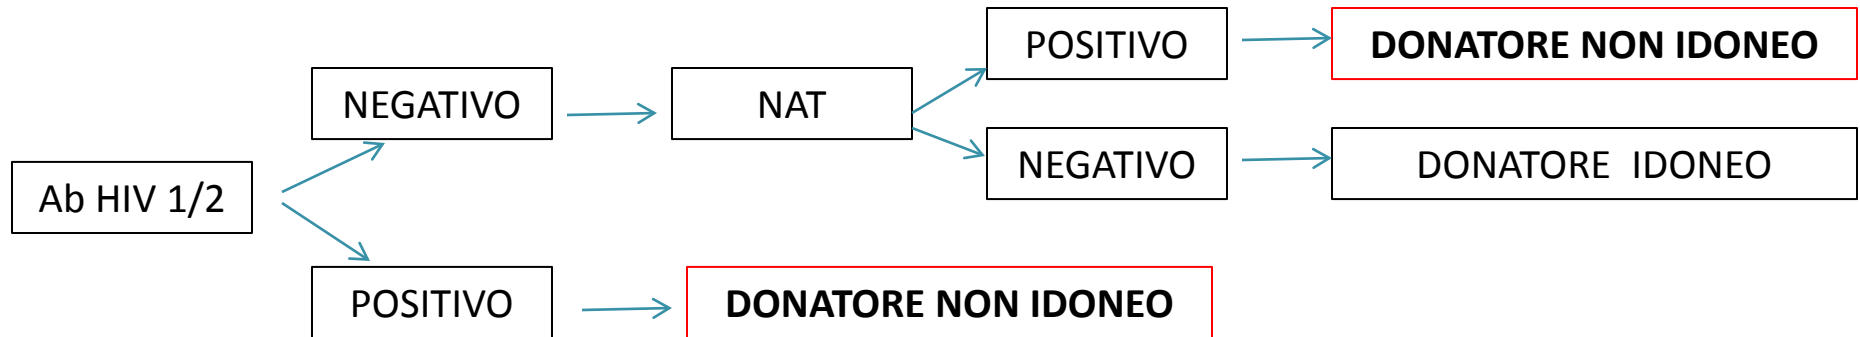 POSITIVO
DONATORE NON IDONEO
NEGATIVO
NAT
NEGATIVO
DONATORE IDONEO
Ab HIV 1/2
POSITIVO
DONATORE NON IDONEO